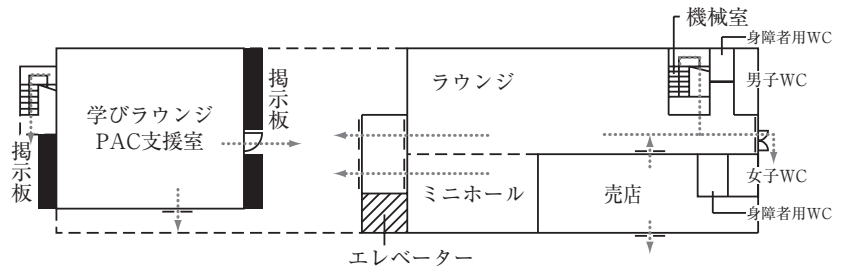 機械室
身障者用WC
掲示板
ラウンジ
男子WC
学びラウンジ
PAC支援室
掲示板
女子WC
ミニホール
売店
身障者用WC
エレベーター